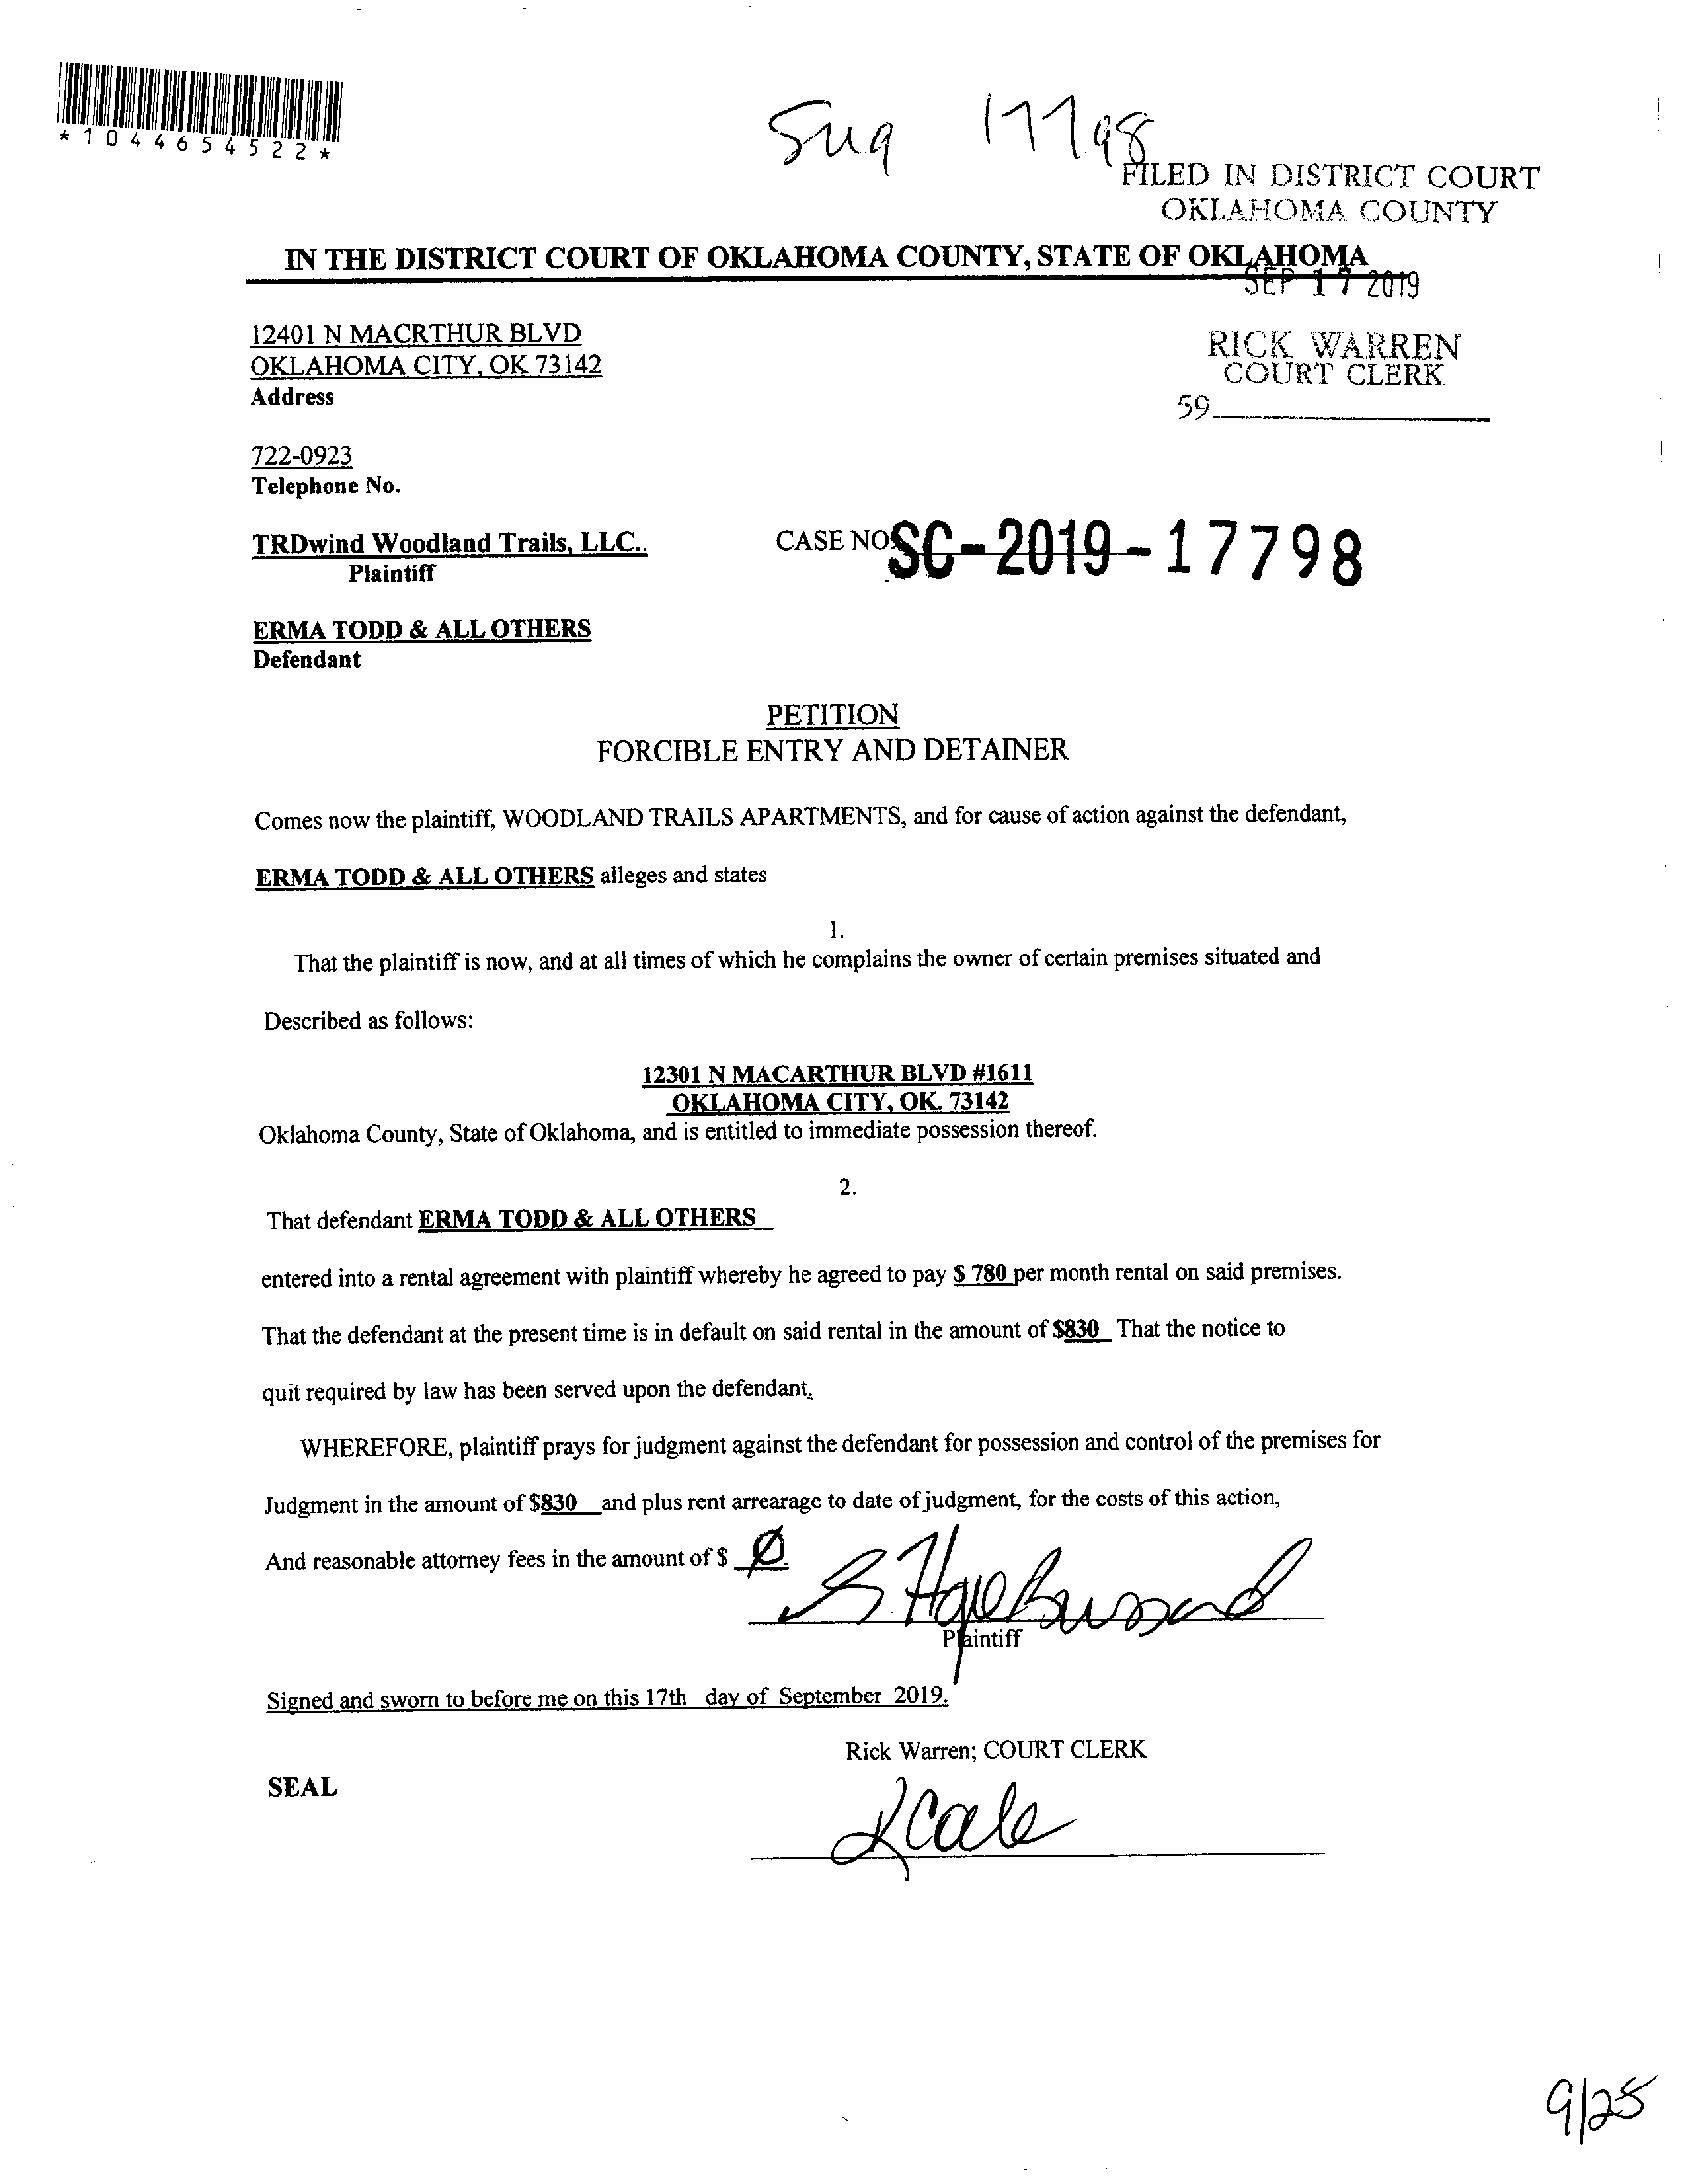 *1044654522*
17798
FILED IN DISTRICT COURT
OKLAHOMA COUNTY
IN THE DISTRICT COURT OF OKLAHOMA COUNTY, STATE OF OKLAHOMA
SEP 17 2019
12401 N MACRTHUR BLVD
OKLAHOMA CITY, OK 73142
Address
RICK WARREN
COURT CLERK
59
722-0923
Telephone No.
TRDwind Woodland Trails, LLC..
Plaintiff
CASE NO SC-2019-17798
ERMA TODD & ALL OTHERS
Defendant
PETITION
FORCIBLE ENTRY AND DETAINER
Comes now the plaintiff, WOODLAND TRAILS APARTMENTS, and for cause of action against the defendant,
ERMA TODD & ALL OTHERS alleges and states
1.
That the plaintiff is now, and at all times of which he complains the owner of certain premises situated and
Described as follows:
12301 N MACARTHUR BLVD #1611
OKLAHOMA CITY, OK. 73142
Oklahoma County, State of Oklahoma, and is entitled to immediate possession thereof.
2.
That defendant ERMA TODD & ALL OTHERS
entered into a rental agreement with plaintiff whereby he agreed to pay $ 780 per month rental on said premises.
That the defendant at the present time is in default on said rental in the amount of $830 That the notice to
quit required by law has been served upon the defendant.
WHEREFORE, plaintiff prays for judgment against the defendant for possession and control of the premises for
Judgment in the amount of $830 and plus rent arrearage to date of judgment, for the costs of this action,
And reasonable attorney fees in the amount of $ Ø
Plaintiff
Signed and sworn to before me on this 17th day of September 2019.
Rick Warren; COURT CLERK
SEAL
9/25